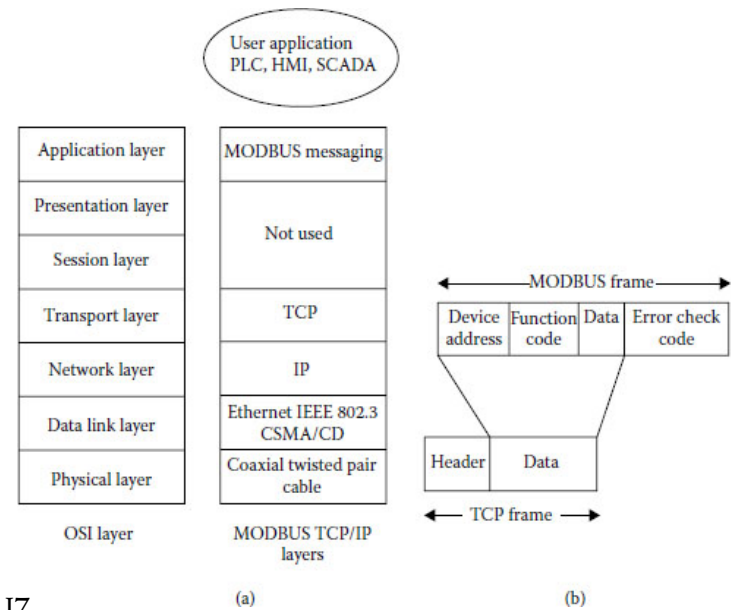 User application
PLC, HMI, SCADA
Application layer
Presentation layer
Session layer
Transport layer
Network layer
Data link layer
Physical layer
OSI layer
MODBUS messaging
Not used
TCP
IP
Ethernet IEEE 802.3
CSMA/CD
Coaxial twisted pair
cable
MODBUS TCP/IP
layers
(a)
MODBUS frame
Device
address
Function
code
Data
Error check
code
Header
Data
TCP frame
(b)